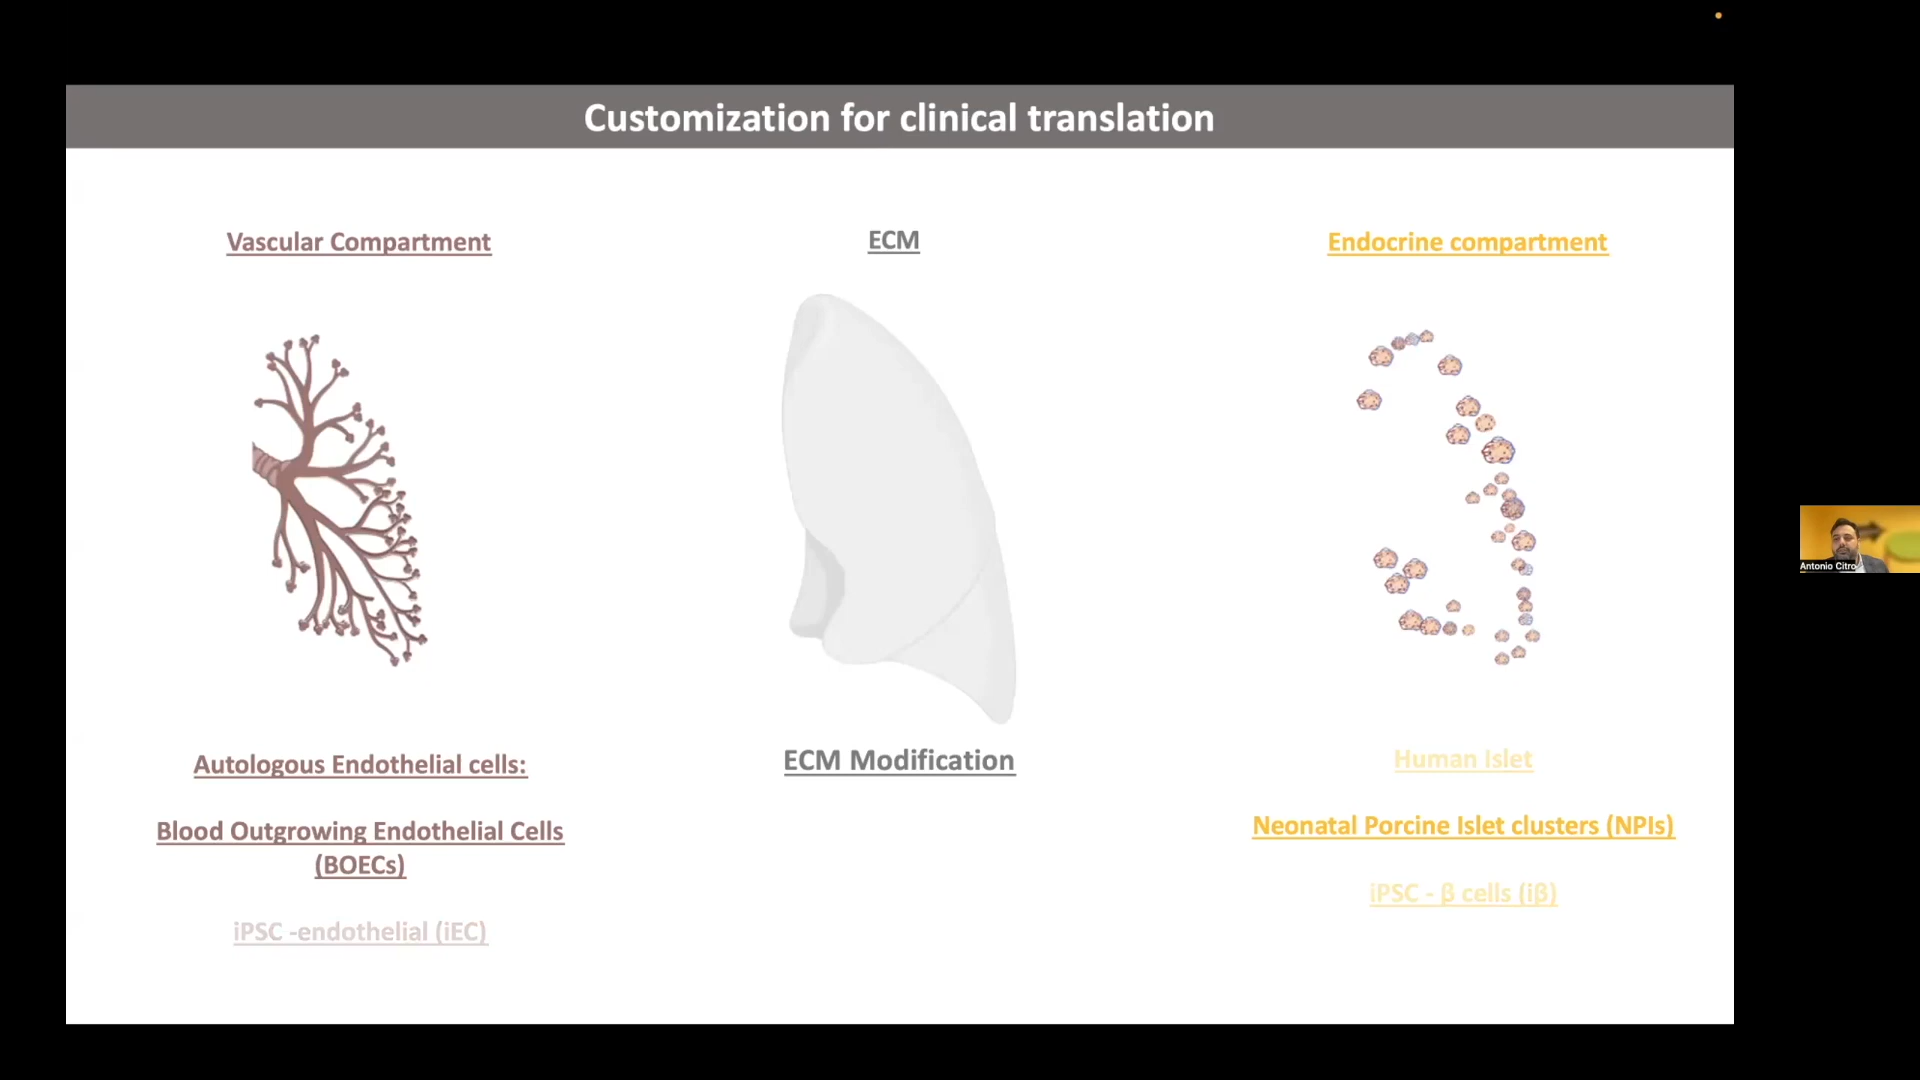 Customization for clinical translation
Vascular Compartment
ECM
Endocrine compartment
Autologous Endothelial cells:
Blood Outgrowing Endothelial Cells
(BOECs)
iPSC -endothelial (iEC)
ECM Modification
Human Islet
Neonatal Porcine Islet clusters (NPIs)
iPSC - β cells (iβ)
Antonio Citro